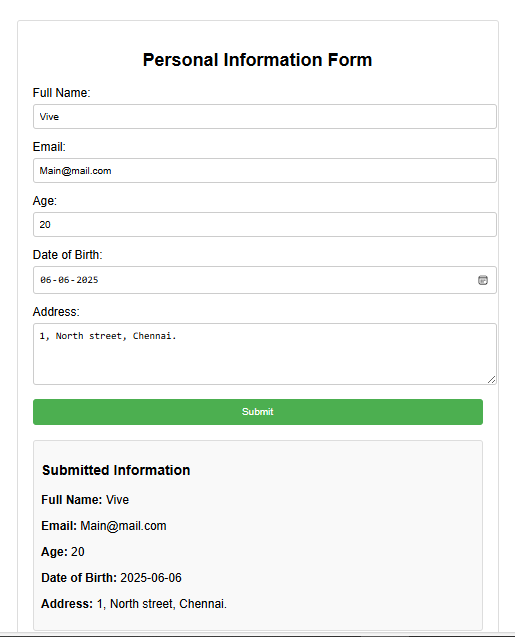 Personal Information Form
Full Name:
Vive
Email:
Main@mail.com
Age:
20
Date of Birth:
06-06-2025
Address:
1, North street, Chennai.
Submit
Submitted Information
Full Name: Vive
Email: Main@mail.com
Age: 20
Date of Birth: 2025-06-06
Address: 1, North street, Chennai.